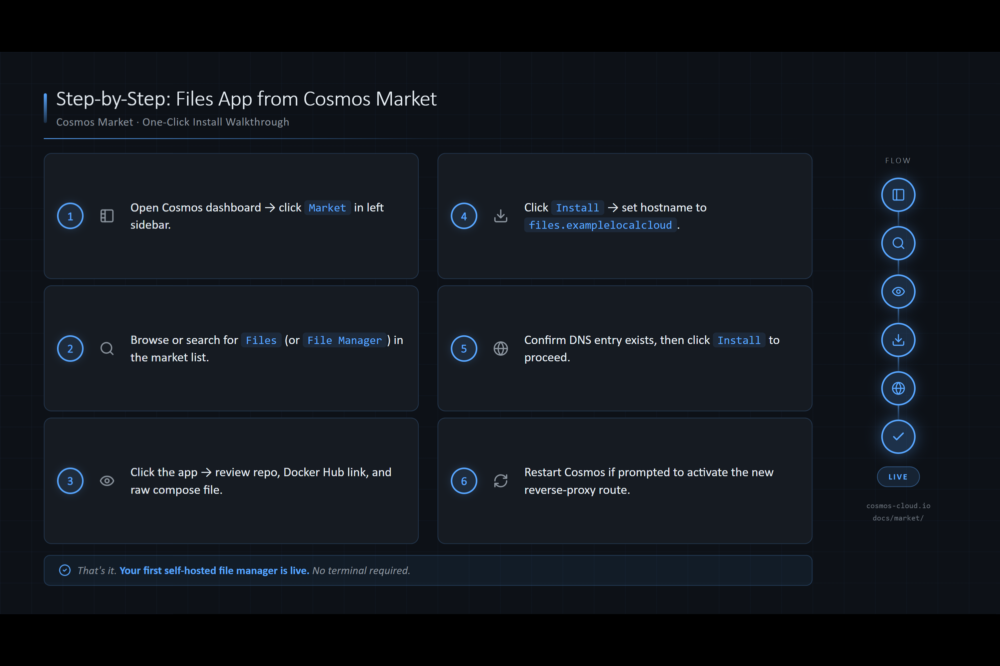 Step-by-Step: Files App from Cosmos Market
Cosmos Market · One-Click Install Walkthrough
1
Open Cosmos dashboard → click Market in left
sidebar.
2
Browse or search for Files (or File Manager) in
the market list.
3
Click the app → review repo, Docker Hub link, and
raw compose file.
4
Click Install → set hostname to
files.examplelocalcloud.
5
Confirm DNS entry exists, then click Install to
proceed.
6
Restart Cosmos if prompted to activate the new
reverse-proxy route.
That's it. Your first self-hosted file manager is live. No terminal required.
FLOW
LIVE
cosmos-cloud.io
docs/market/